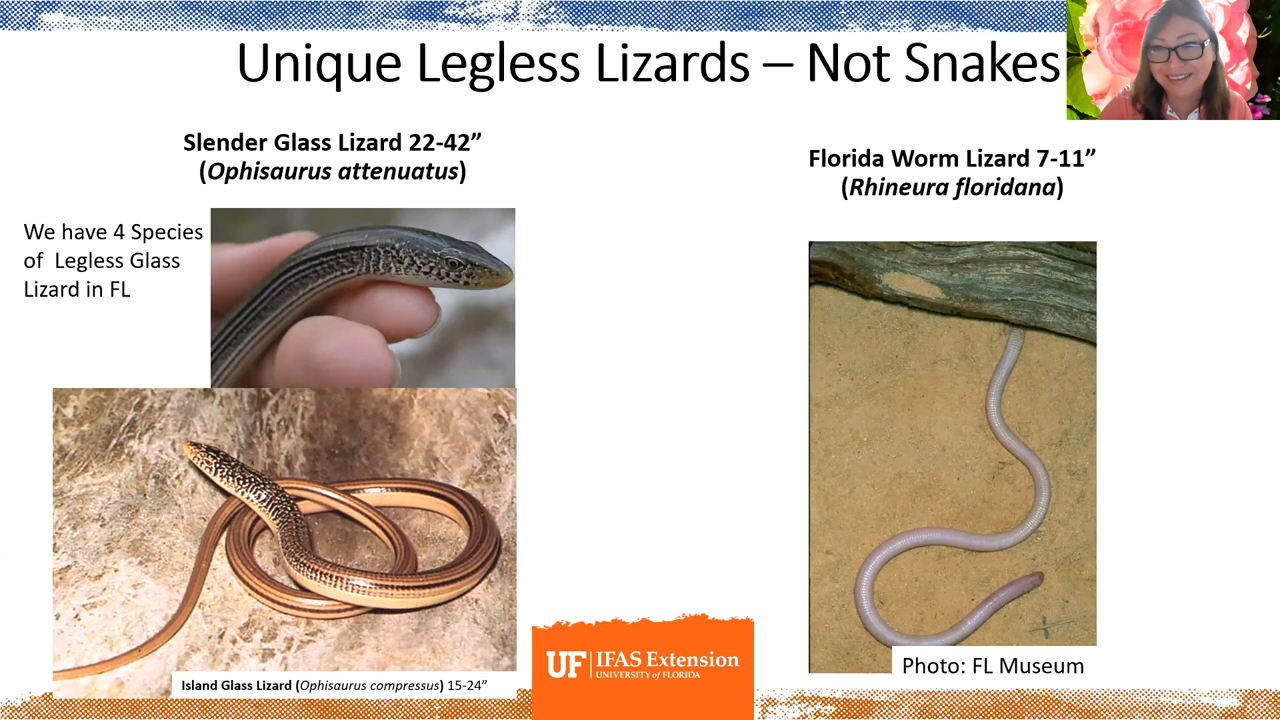 Unique Legless Lizards – Not Snakes
Slender Glass Lizard 22-42”
(Ophisaurus attenuatus)
We have 4 Species
of  Legless Glass
Lizard in FL
Island Glass Lizard (Ophisaurus compressus) 15-24”
Florida Worm Lizard 7-11”
(Rhineura floridana)
Photo: FL Museum
UF | IFAS Extension
UNIVERSITY of FLORIDA